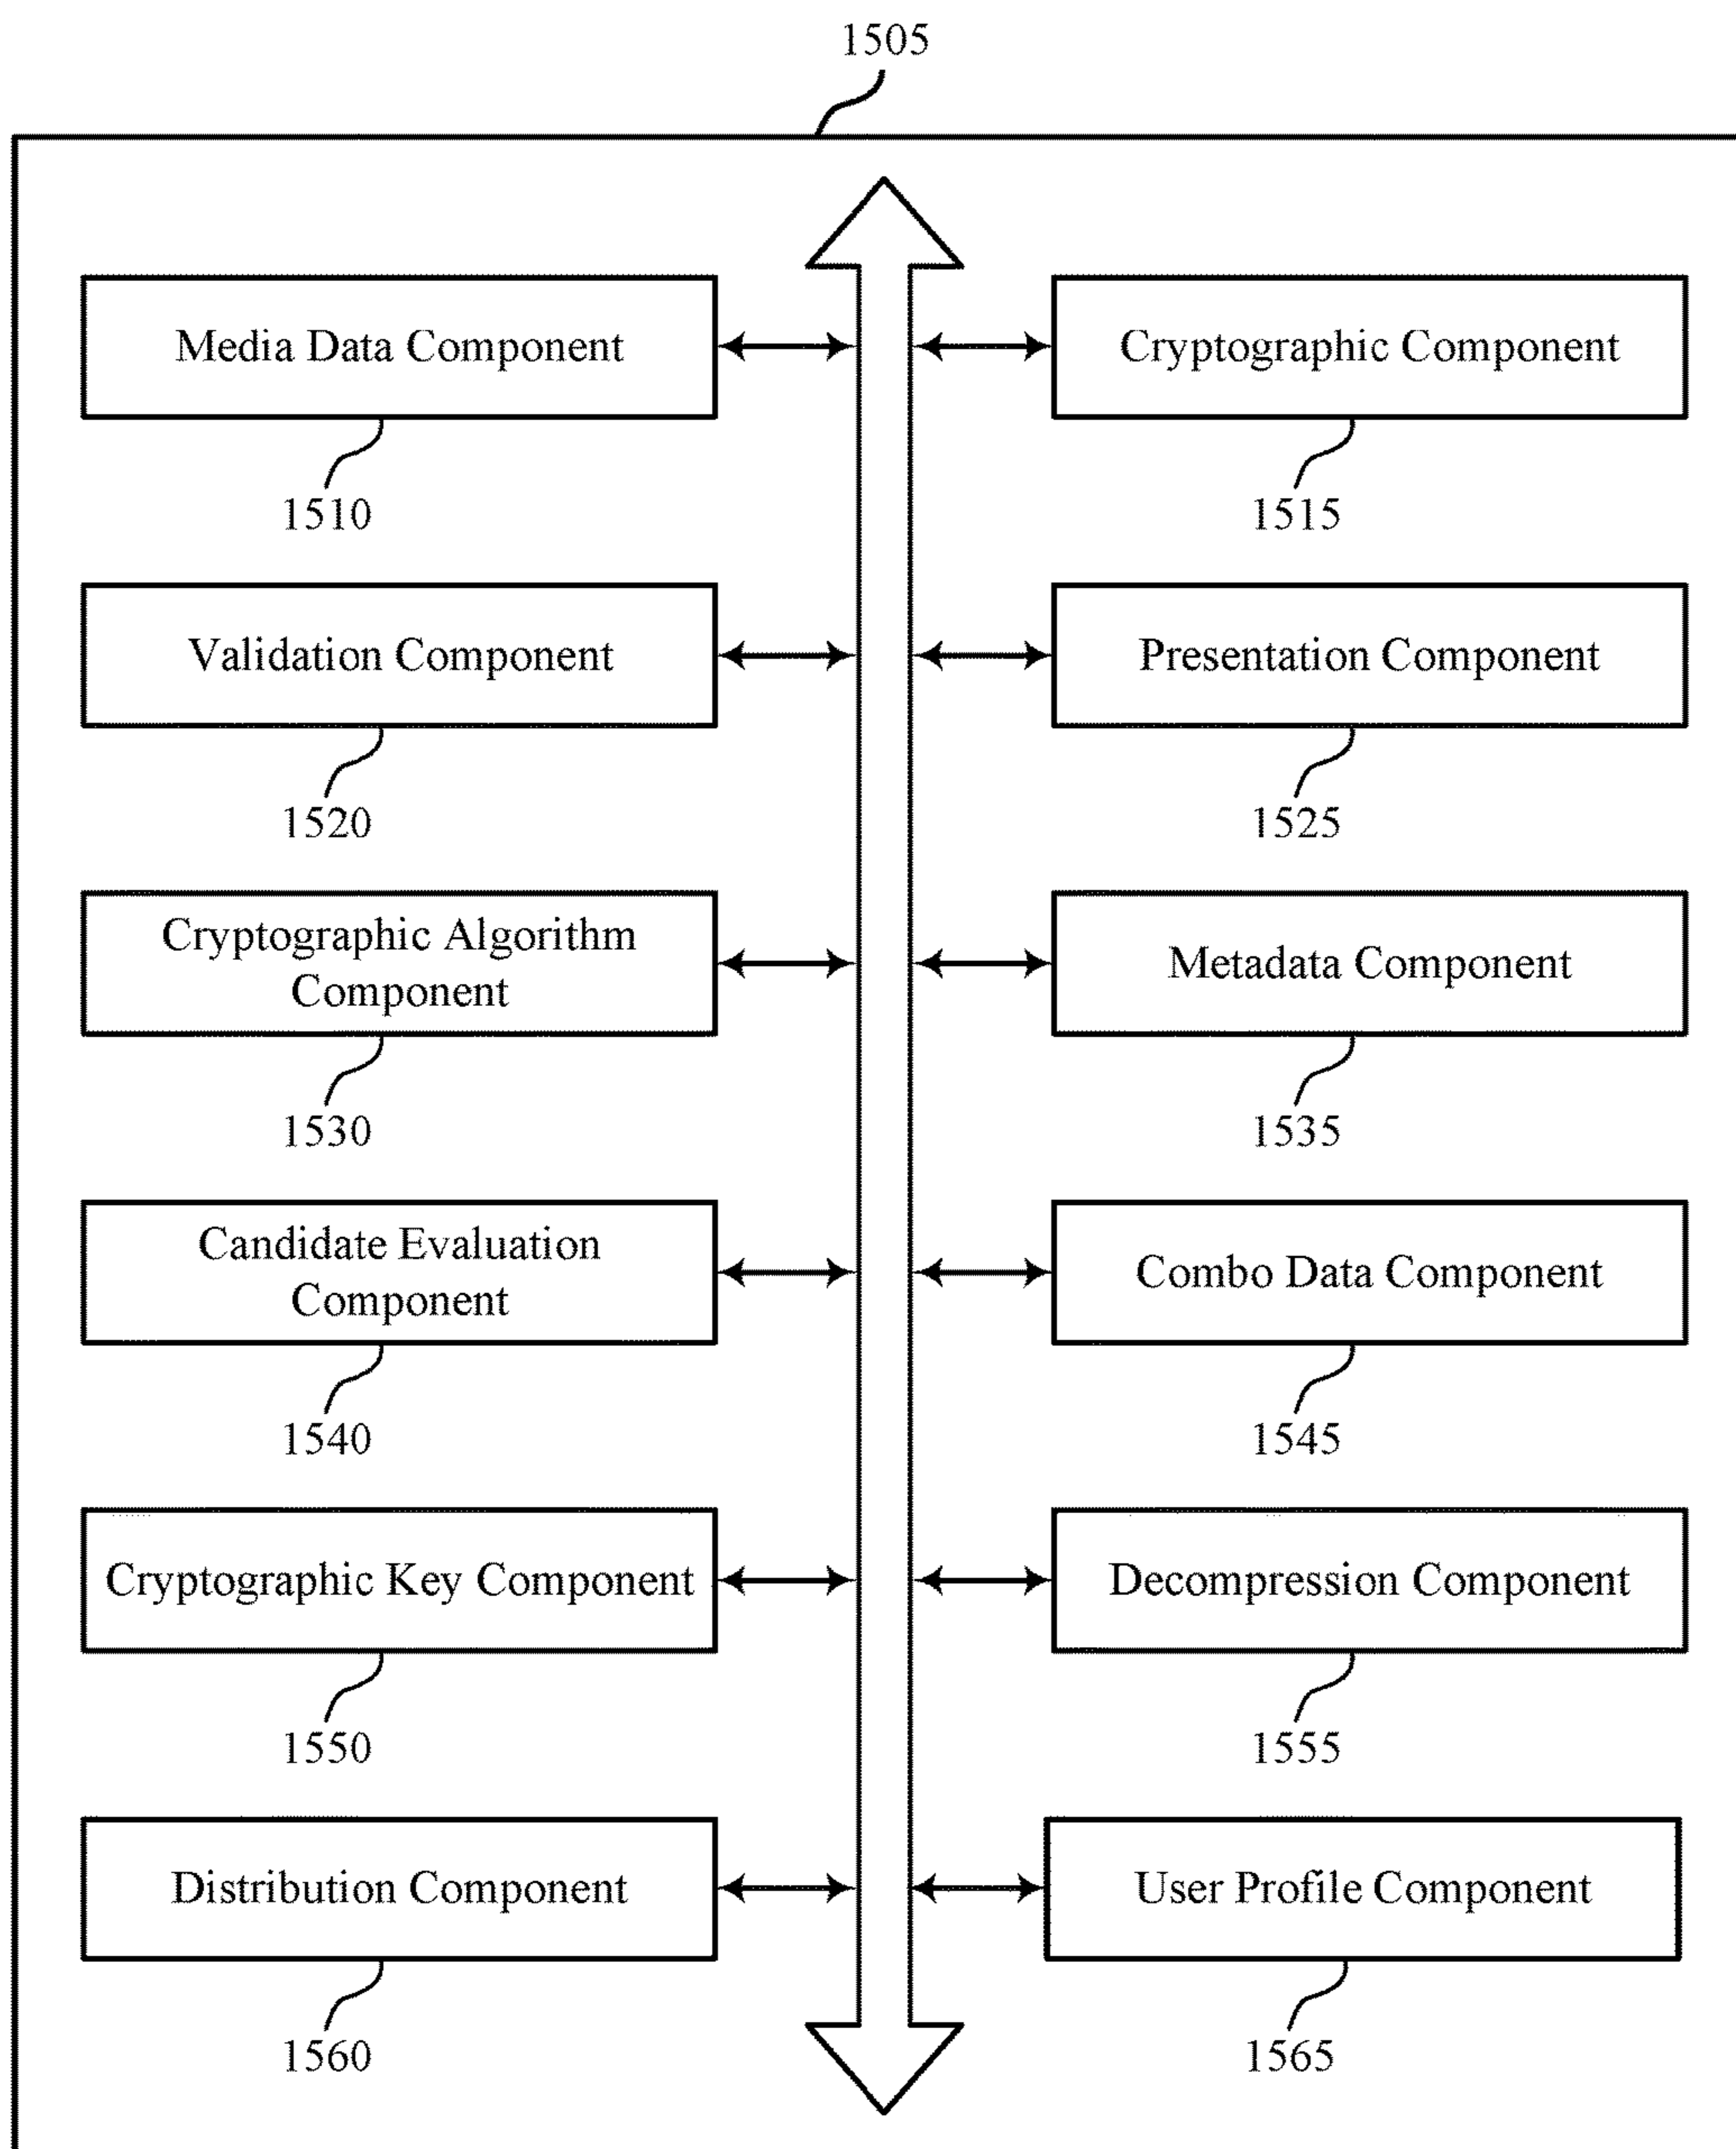 1505
Media Data Component
Cryptographic Component
1510
1515
Validation Component
Presentation Component
1520
1525
Cryptographic Algorithm
Component
Metadata Component
1530
1535
Candidate Evaluation
Component
Combo Data Component
1540
1545
Cryptographic Key Component
Decompression Component
1550
1555
Distribution Component
User Profile Component
1560
1565